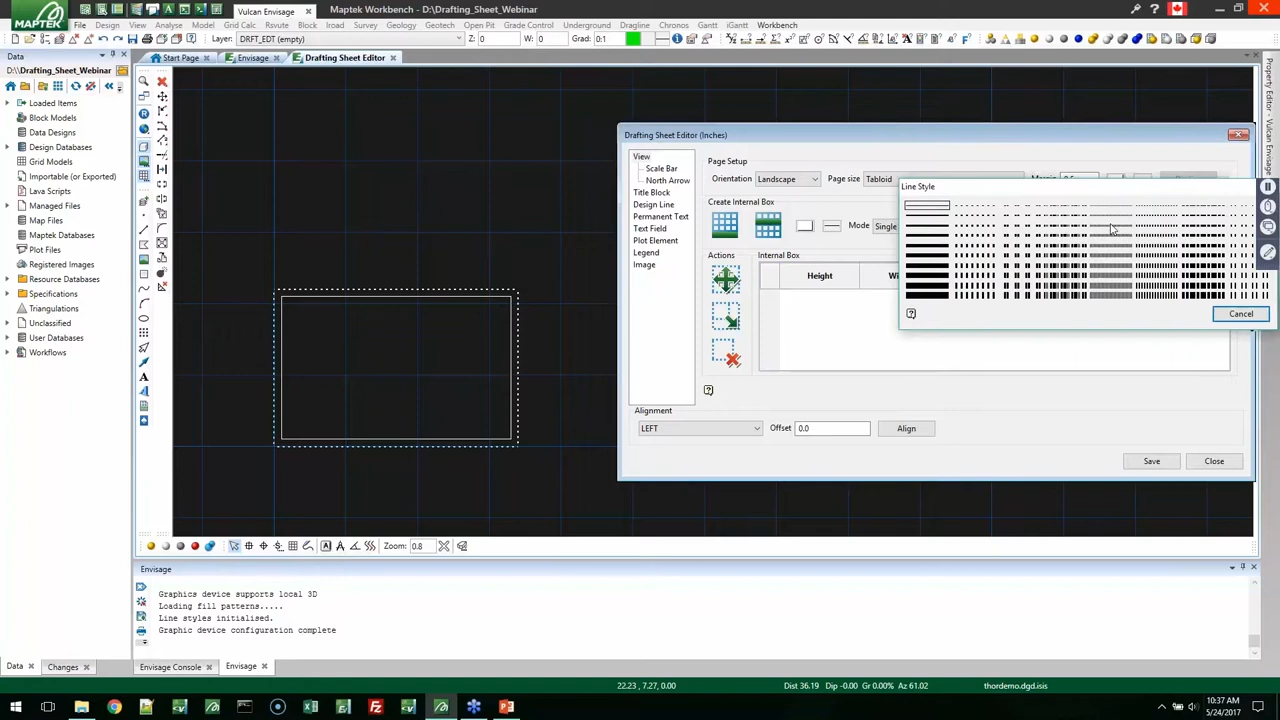 Vulcan Envisage
Maptek Workbench - D:\Drafting_Sheet_Webinar
MAPTEK
File Design View Analyse Model Grid Calc Rsvute Block Iroad Survey Geology Geotech Open Pit Grade Control Underground Dragline Chronos Gantt iGantt Workbench
Layer: DRFT_EDT (empty) Z: 0 W: 0 Grad: 0:1
Data
Start Page Envisage Drafting Sheet Editor
D:\Drafting_Sheet_Webinar
Loaded Items
Block Models
Data Designs
Design Databases
Grid Models
Importable (or Exported)
Lava Scripts
Managed Files
Map Files
Maptek Databases
Plot Files
Registered Images
Resource Databases
Specifications
Triangulations
Unclassified
User Databases
Workflows
Property Editor - Vulcan Envisage
Drafting Sheet Editor (Inches)
View
Scale Bar
North Arrow
Title Block
Design Line
Permanent Text
Text Field
Plot Element
Legend
Image
Page Setup
Orientation Landscape Page size Tabloid
Create Internal Box
Mode Single
Actions
Internal Box
Height
Line Style
Cancel
Alignment
LEFT Offset 0.0 Align
Save Close
Zoom: 0.8
Envisage
Graphics device supports local 3D
Loading fill patterns.....
Line styles initialised.
Graphic device configuration complete
Data Changes Envisage Console Envisage
22.23 , 7.27, 0.00 Dist 36.19 Dip -0.00 Gr 0.00% Az 61.02 thordemo.dgd.isis
10:37 AM
5/24/2017